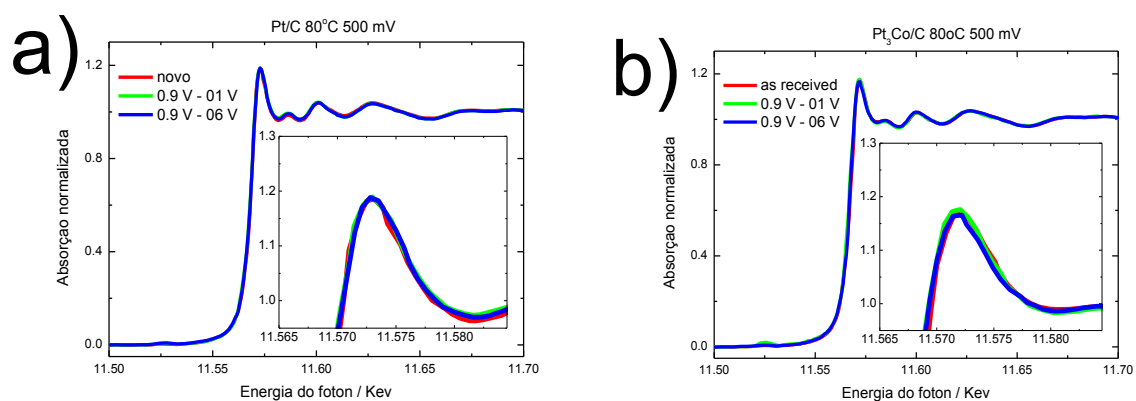 a)
Pt/C 80°C 500 mV
Absorçao normalizada
1.2
0.8
0.4
0.0
novo
0.9 V - 01 V
0.9 V - 06 V
1.3
1.2
1.1
1.0
11.565 11.570 11.575 11.580
11.50 11.55 11.60 11.65 11.70
Energia do foton / Kev
b)
Pt3Co/C 80oC 500 mV
Absorçao normalizada
1.2
0.8
0.4
0.0
as received
0.9 V - 01 V
0.9 V - 06 V
1.3
1.2
1.1
1.0
11.565 11.570 11.575 11.580
11.50 11.55 11.60 11.65 11.70
Energia do foton / Kev